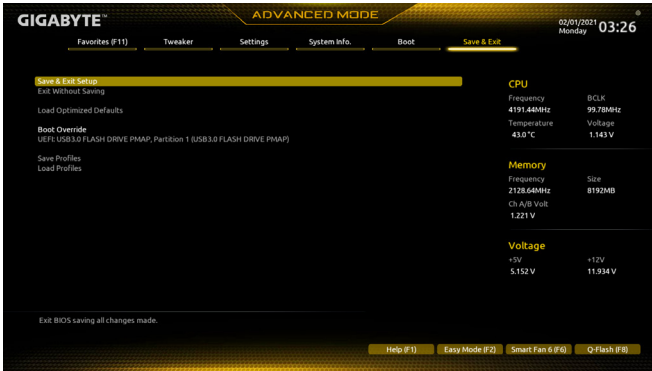 GIGABYTE™
ADVANCED MODE
02/01/2021
Monday
03:26
Favorites (F11) Tweaker Settings System Info. Boot Save & Exit
Save & Exit Setup
Exit Without Saving
Load Optimized Defaults
Boot Override
UEFI: USB3.0 FLASH DRIVE PMAP, Partition 1 (USB3.0 FLASH DRIVE PMAP)
Save Profiles
Load Profiles
CPU
Frequency BCLK
4191.44MHz 99.78MHz
Temperature Voltage
43.0 °C 1.143 V
Memory
Frequency Size
2128.64MHz 8192MB
Ch A/B Volt
1.221 V
Voltage
+5V +12V
5.152 V 11.934 V
Exit BIOS saving all changes made.
Help (F1) Easy Mode (F2) Smart Fan 6 (F6) Q-Flash (F8)